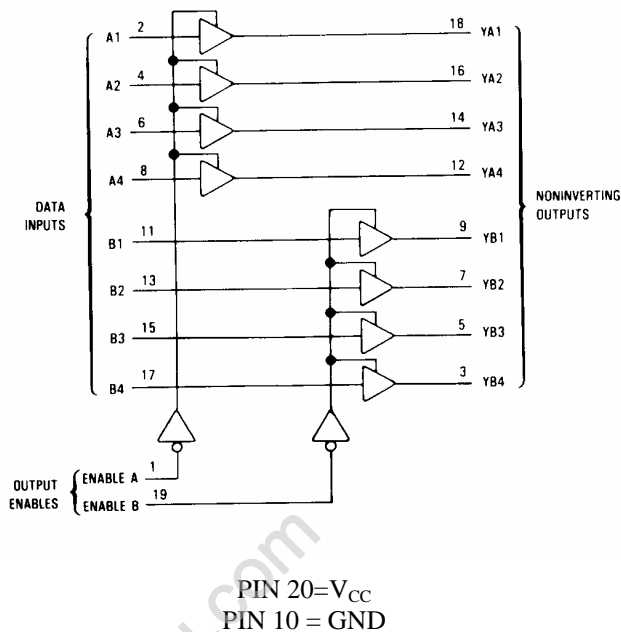 A1 2 18 YA1
A2 4 16 YA2
A3 6 14 YA3
A4 8 12 YA4
DATA
INPUTS
NONINVERTING
OUTPUTS
B1 11 9 YB1
B2 13 7 YB2
B3 15 5 YB3
B4 17 3 YB4
OUTPUT
ENABLES
ENABLE A 1
ENABLE B 19
.com
PIN 20=VCC
PIN 10 = GND